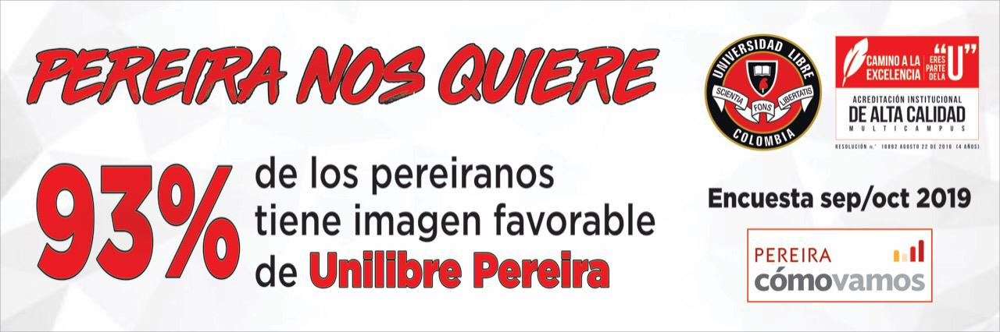 PEREIRA NOS QUIERE
93%
de los pereiranos
tiene imagen favorable
de Unilibre Pereira
UNIVERSIDAD LIBRE
SCIENTIA FONS LIBERTATIS
COLOMBIA
CAMINO A LA
EXCELENCIA
ERES
PARTE
DE LA
"U"
ACREDITACIÓN INSTITUCIONAL
DE ALTA CALIDAD
MULTICAMPUS
RESOLUCIÓN n.° 16892 AGOSTO 22 DE 2016 (4 AÑOS)
Encuesta sep/oct 2019
PEREIRA
cómovamos